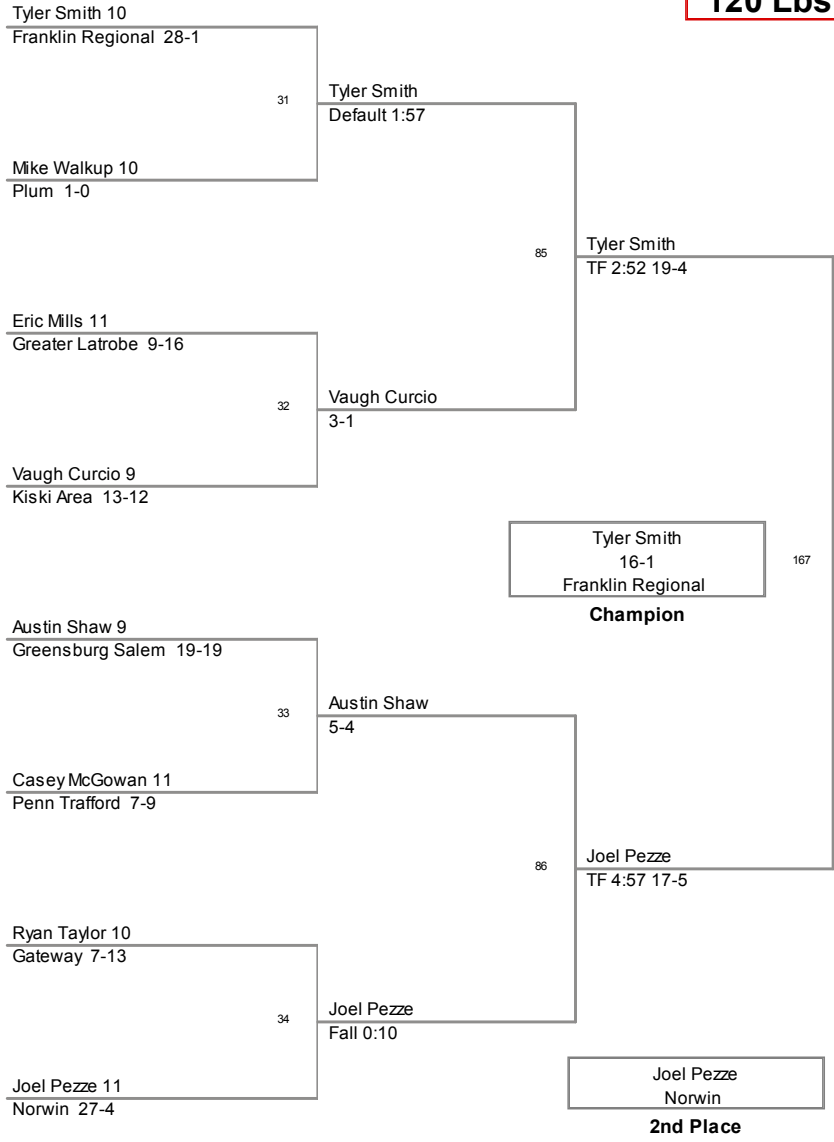 120 Lbs
Tyler Smith 10
Franklin Regional 28-1
31
Tyler Smith
Default 1:57
Mike Walkup 10
Plum 1-0
85
Tyler Smith
TF 2:52 19-4
Eric Mills 11
Greater Latrobe 9-16
32
Vaugh Curcio
3-1
Vaugh Curcio 9
Kiski Area 13-12
Tyler Smith
16-1
Franklin Regional
167
Champion
Austin Shaw 9
Greensburg Salem 19-19
33
Austin Shaw
5-4
Casey McGowan 11
Penn Trafford 7-9
86
Joel Pezze
TF 4:57 17-5
Ryan Taylor 10
Gateway 7-13
34
Joel Pezze
Fall 0:10
Joel Pezze 11
Norwin 27-4
Joel Pezze
Norwin
2nd Place